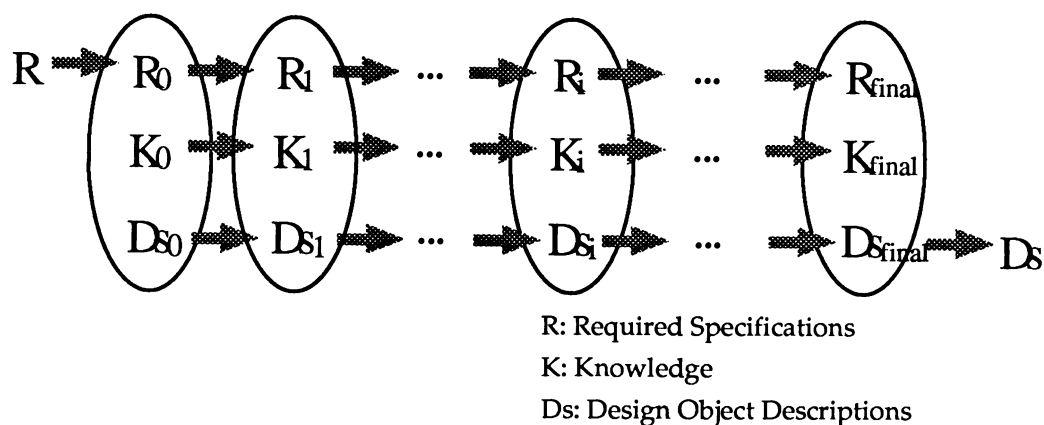 R R0 R1 ... Ri ... Rfinal
K0 K1 ... Ki ... Kfinal
Ds0 Ds1 ... Dsi ... Dsfinal Ds
R: Required Specifications
K: Knowledge
Ds: Design Object Descriptions